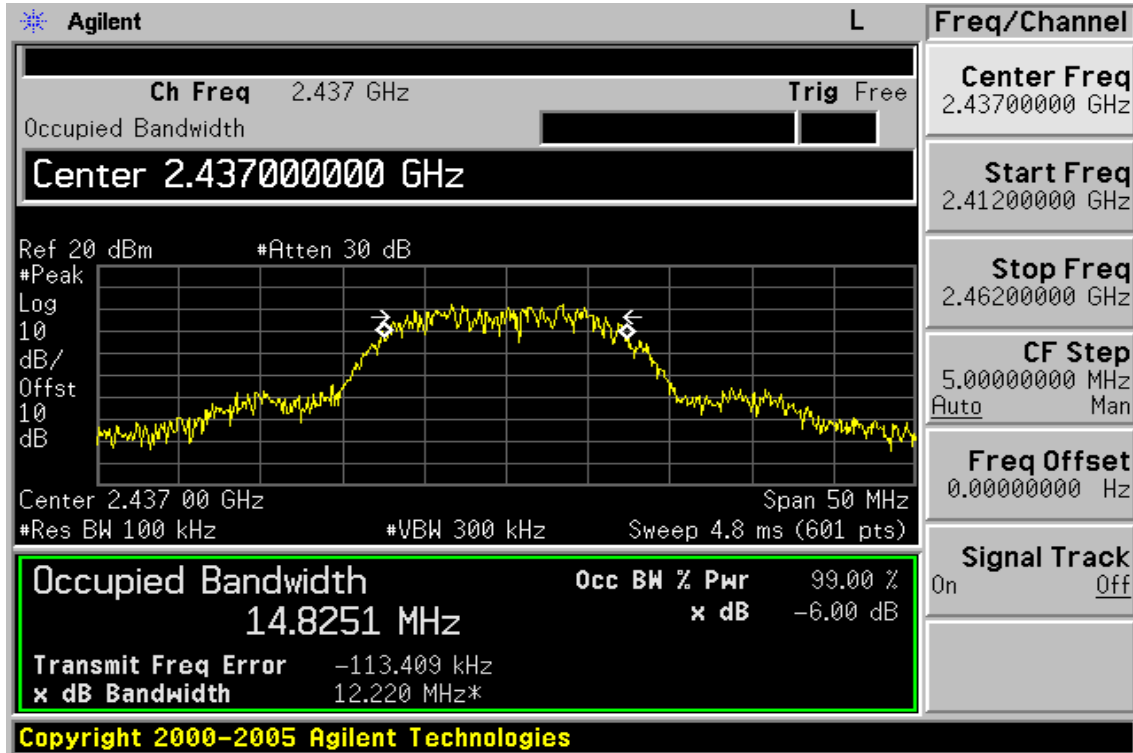 Agilent L Freq/Channel
Ch Freq 2.437 GHz Trig Free
Occupied Bandwidth
Center 2.437000000 GHz
Ref 20 dBm #Atten 30 dB
#Peak
Log
10
dB/
Offst
10
dB
Center 2.437 00 GHz Span 50 MHz
#Res BW 100 kHz #VBW 300 kHz Sweep 4.8 ms (601 pts)
Occupied Bandwidth Occ BW % Pwr 99.00 %
14.8251 MHz x dB -6.00 dB
Transmit Freq Error -113.409 kHz
x dB Bandwidth 12.220 MHz*
Center Freq
2.43700000 GHz
Start Freq
2.41200000 GHz
Stop Freq
2.46200000 GHz
CF Step
5.00000000 MHz
Auto Man
Freq Offset
0.00000000 Hz
Signal Track
On Off
Copyright 2000-2005 Agilent Technologies